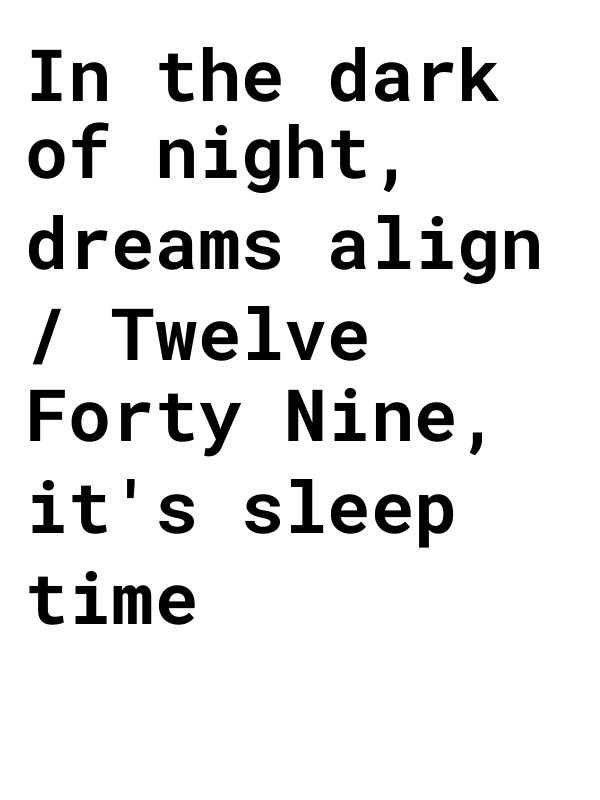 In the dark
of night,
dreams align
/ Twelve
Forty Nine,
it's sleep
time